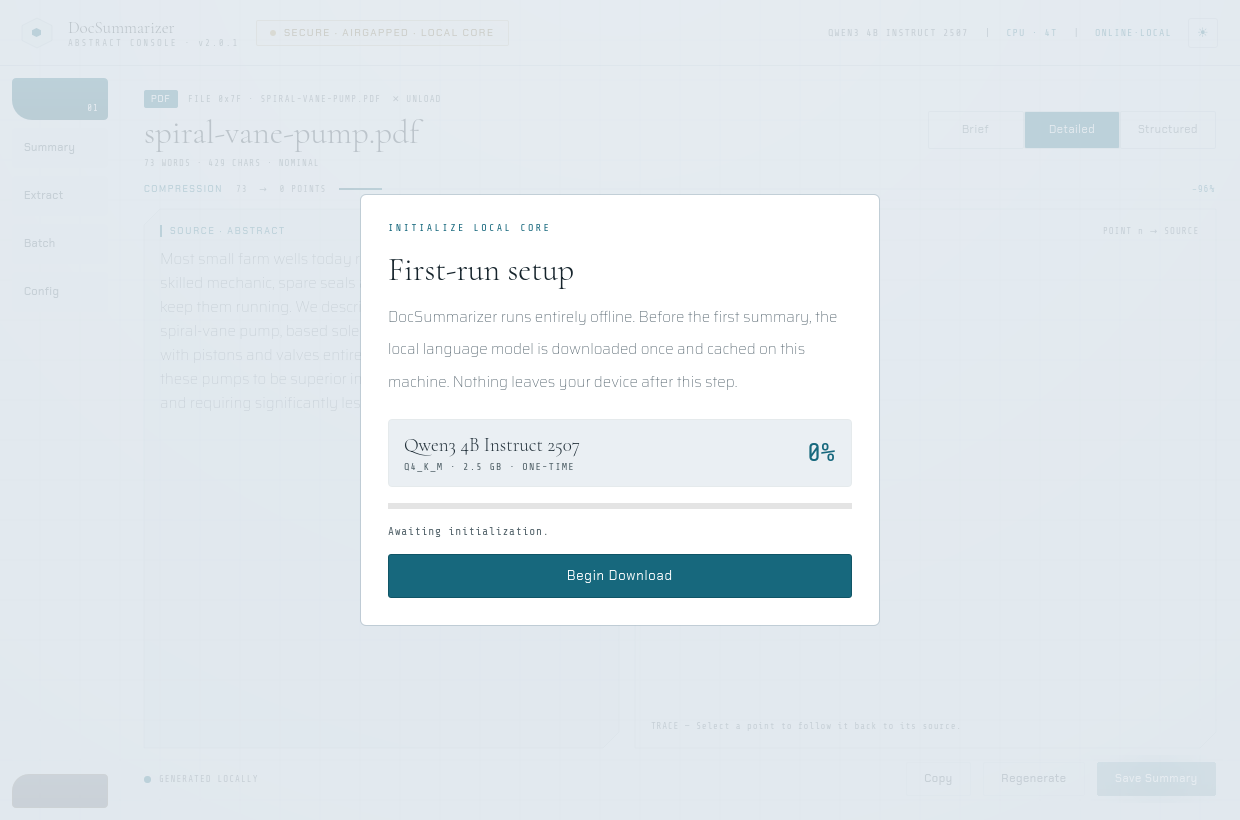 DocSummarizer
ABSTRACT CONSOLE · v2.0.1
SECURE · AIRGAPPED · LOCAL CORE
QWEN3 4B INSTRUCT 2507 | CPU · 4T | ONLINE·LOCAL
01
Summary
Extract
Batch
Config
PDF FILE 0x7F · SPIRAL-VANE-PUMP.PDF × UNLOAD
spiral-vane-pump.pdf
73 WORDS · 429 CHARS · NOMINAL
Brief
Detailed
Structured
COMPRESSION 73 → 0 POINTS
-96%
SOURCE · ABSTRACT
POINT ○ → SOURCE
Most small farm wells today
skilled mechanic, spare seals
keep them running. We descri
spiral-vane pump, based sole
with pistons and valves entire
these pumps to be superior in
and requiring significantly les
INITIALIZE LOCAL CORE
First-run setup
DocSummarizer runs entirely offline. Before the first summary, the
local language model is downloaded once and cached on this
machine. Nothing leaves your device after this step.
Qwen3 4B Instruct 2507
Q4_K_M · 2.5 GB · ONE-TIME
0%
Awaiting initialization.
Begin Download
TRACE — Select a point to follow it back to its source.
GENERATED LOCALLY
Copy
Regenerate
Save Summary